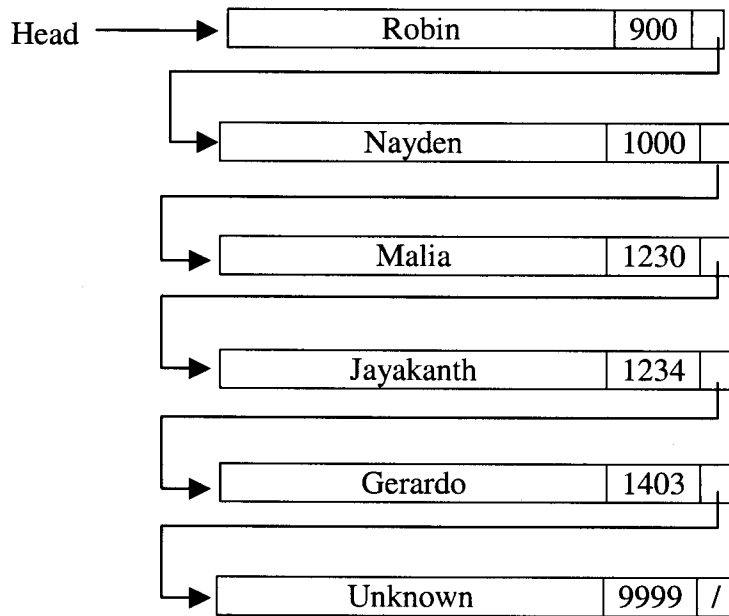 Head Robin 900
Nayden 1000
Malia 1230
Jayakanth 1234
Gerardo 1403
Unknown 9999 /